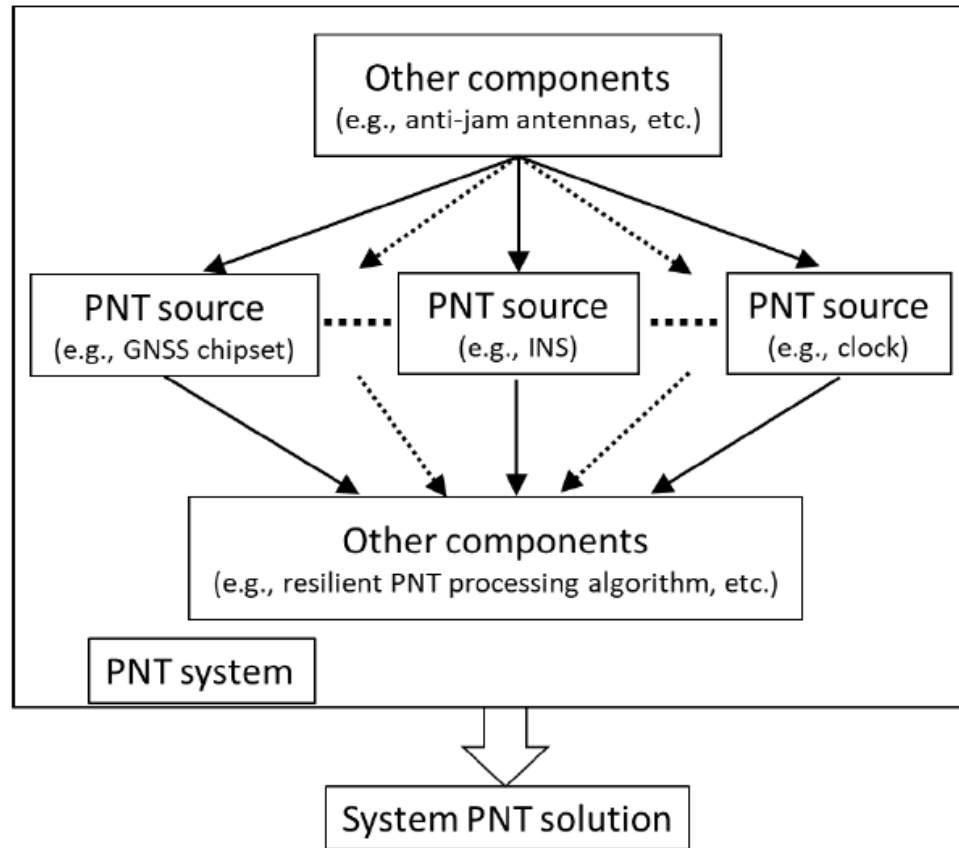 Other components
(e.g., anti-jam antennas, etc.)
PNT source
(e.g., GNSS chipset)
PNT source
(e.g., INS)
PNT source
(e.g., clock)
Other components
(e.g., resilient PNT processing algorithm, etc.)
PNT system
System PNT solution